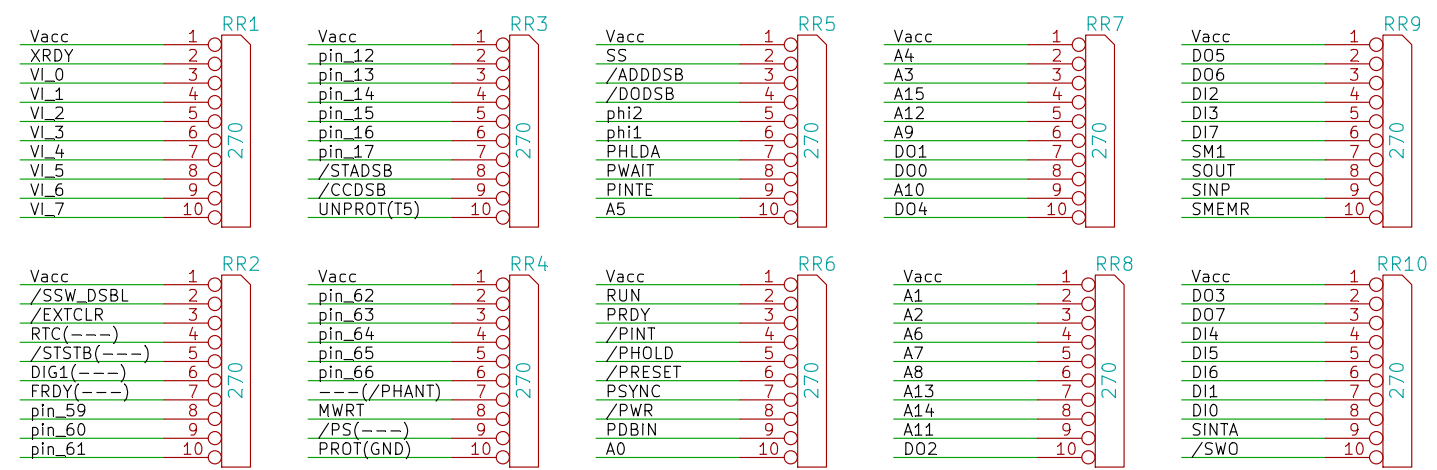 RR1
Vacc 1
XRDY 2
VI_0 3
VI_1 4
VI_2 5
VI_3 6
VI_4 7
VI_5 8
VI_6 9
VI_7 10
270
RR3
Vacc 1
pin_12 2
pin_13 3
pin_14 4
pin_15 5
pin_16 6
pin_17 7
/STADSB 8
/CCDSB 9
UNPROT(T5) 10
270
RR5
Vacc 1
SS 2
/ADDDSB 3
/DODSB 4
phi2 5
phi1 6
PHLDA 7
PWAIT 8
PINTE 9
A5 10
270
RR7
Vacc 1
A4 2
A3 3
A15 4
A12 5
A9 6
DO1 7
DO0 8
A10 9
DO4 10
270
RR9
Vacc 1
DO5 2
DO6 3
DI2 4
DI3 5
DI7 6
SM1 7
SOUT 8
SINP 9
SMEMR 10
270
RR2
Vacc 1
/SSW_DSBL 2
/EXTCLR 3
RTC(---) 4
/STSTB(---) 5
DIG1(---) 6
FRDY(---) 7
pin_59 8
pin_60 9
pin_61 10
270
RR4
Vacc 1
pin_62 2
pin_63 3
pin_64 4
pin_65 5
pin_66 6
---(/PHANT) 7
MWRT 8
/PS(---) 9
PROT(GND) 10
270
RR6
Vacc 1
RUN 2
PRDY 3
/PINT 4
/PHOLD 5
/PRESET 6
PSYNC 7
/PWR 8
PDBIN 9
A0 10
270
RR8
Vacc 1
A1 2
A2 3
A6 4
A7 5
A8 6
A13 7
A14 8
A11 9
DO2 10
270
RR10
Vacc 1
DO3 2
DO7 3
DI4 4
DI5 5
DI6 6
DI1 7
DI0 8
SINTA 9
/SWO 10
270